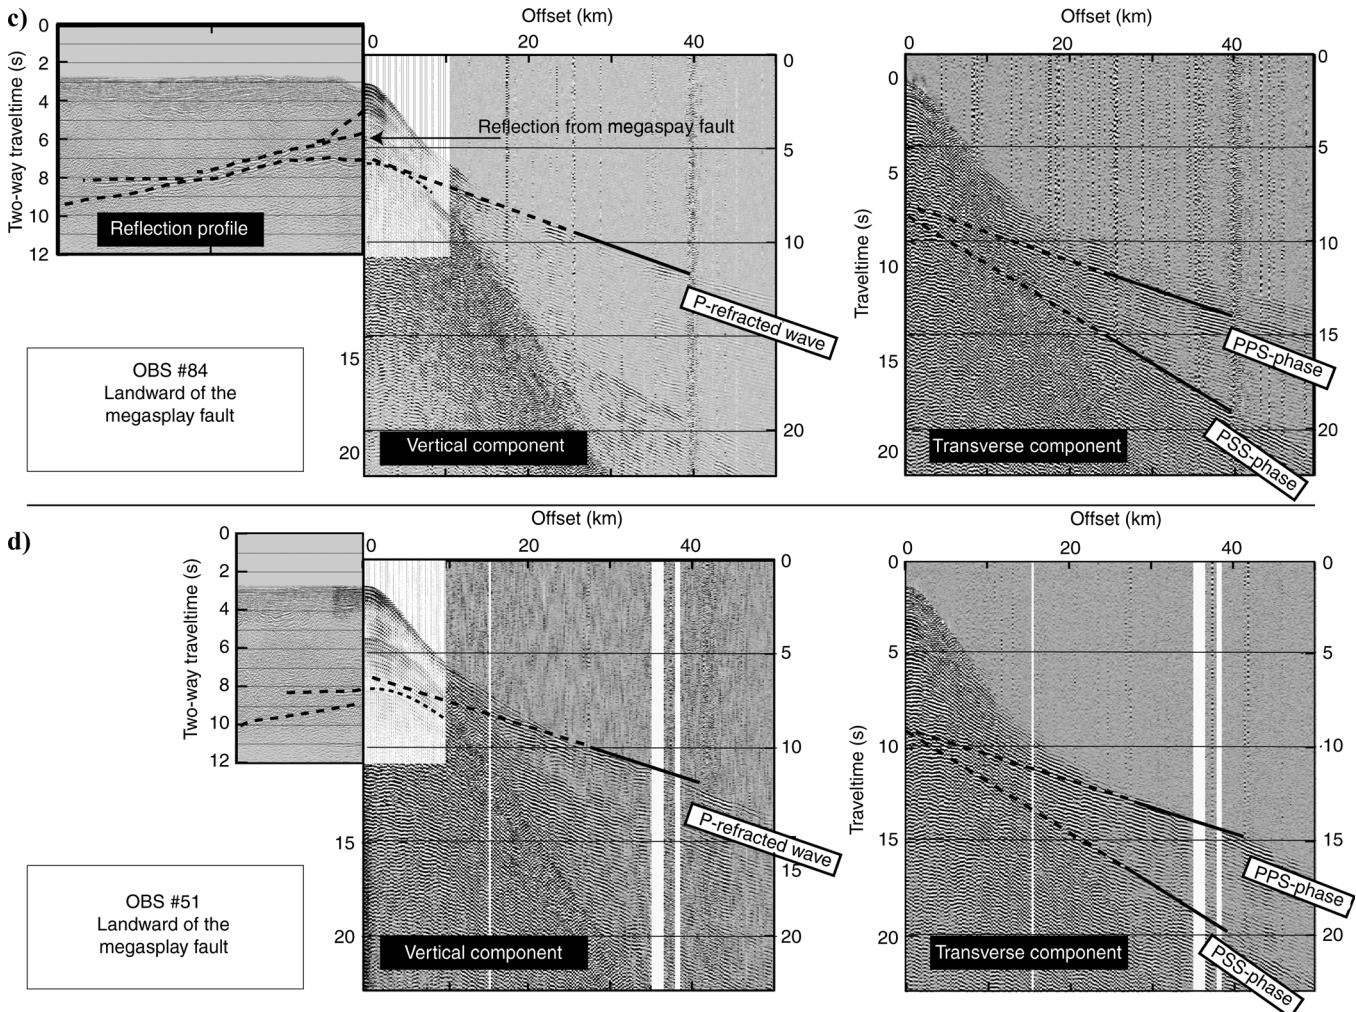 c)
Offset (km)
Offset (km)
0
2
4
6
8
10
12
Two-way traveltime (s)
0
20
40
0
5
10
15
20
15
20
Reflection from megaspay fault
Reflection profile
P-refracted wave
Vertical component
OBS #84
Landward of the
megasplay fault
0
20
40
0
5
10
15
20
Traveltime (s)
0
5
10
15
20
PPS-phase
PSS-phase
Transverse component
d)
Offset (km)
Offset (km)
0
2
4
6
8
10
12
Two-way traveltime (s)
0
20
40
0
5
10
15
20
15
20
P-refracted wave
Vertical component
OBS #51
Landward of the
megasplay fault
0
20
40
0
5
10
15
20
Traveltime (s)
0
5
10
15
20
PPS-phase
PSS-phase
Transverse component